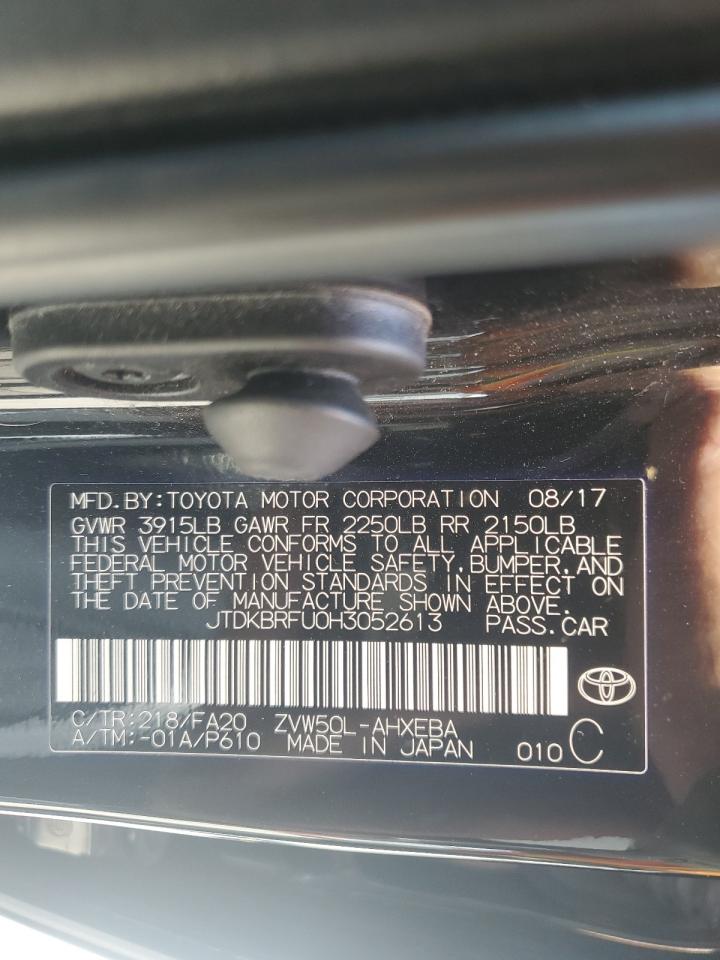 MFD.BY:TOYOTA MOTOR CORPORATION 08/17
GVWR 3915LB GAWR FR 2250LB RR 2150LB
THIS VEHICLE CONFORMS TO ALL APPLICABLE
FEDERAL MOTOR VEHICLE SAFETY,BUMPER,AND
THEFT PREVENTION STANDARDS IN EFFECT ON
THE DATE OF MANUFACTURE SHOWN ABOVE.
JTDKBRFU0H3052613 PASS.CAR
C/TR:218/FA20 ZVW50L-AHXEBA
A/TM:-01A/P610 MADE IN JAPAN 010 C